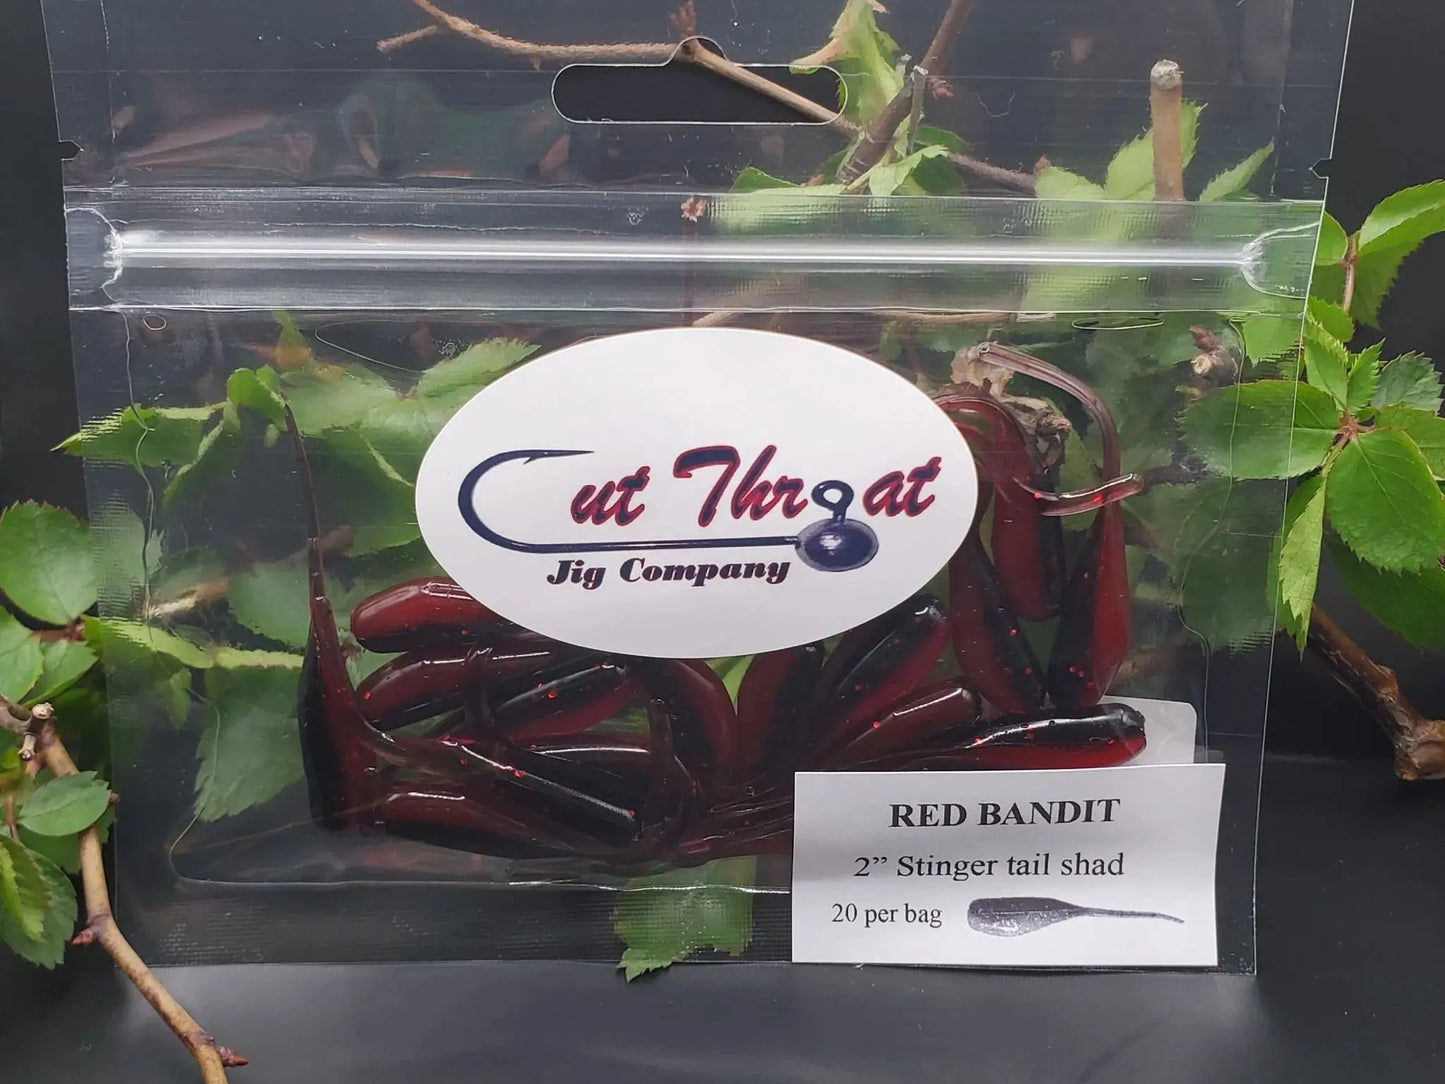 Cut Throat
Jig Company
RED BANDIT
2” Stinger tail shad
20 per bag